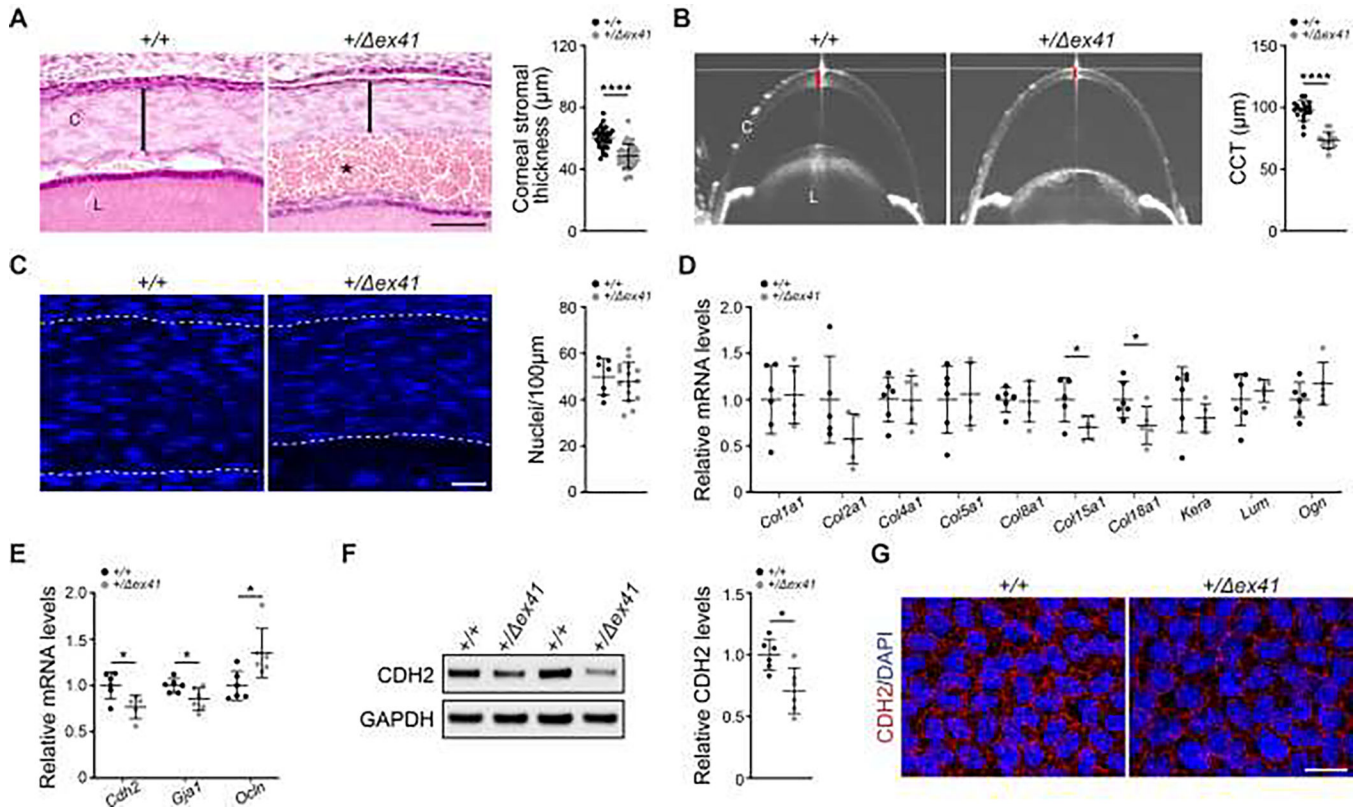 A
+/+
+/Δex41
C
L
★
Corneal stromal
thickness (μm)
+/+
+/Δex41
****
120
80
40
0
B
+/+
+/Δex41
C
L
CCT (μm)
+/+
+/Δex41
****
150
100
50
0
C
+/+
+/Δex41
Nuclei/100μm
+/+
+/Δex41
80
60
40
20
0
D
+/+
+/Δex41
Relative mRNA levels
2.0
1.5
1.0
0.5
0
*
*
Col1a1
Col2a1
Col4a1
Col5a1
Col8a1
Col15a1
Col18a1
Kera
Lum
Ogn
E
+/+
+/Δex41
Relative mRNA levels
2.0
1.5
1.0
0.5
0
*
*
*
Cdh2
Gja1
Ocln
F
+/+
+/Δex41
+/+
+/Δex41
CDH2
GAPDH
Relative CDH2 levels
+/+
+/Δex41
*
1.5
1.0
0.5
0
G
+/+
+/Δex41
CDH2/DAPI